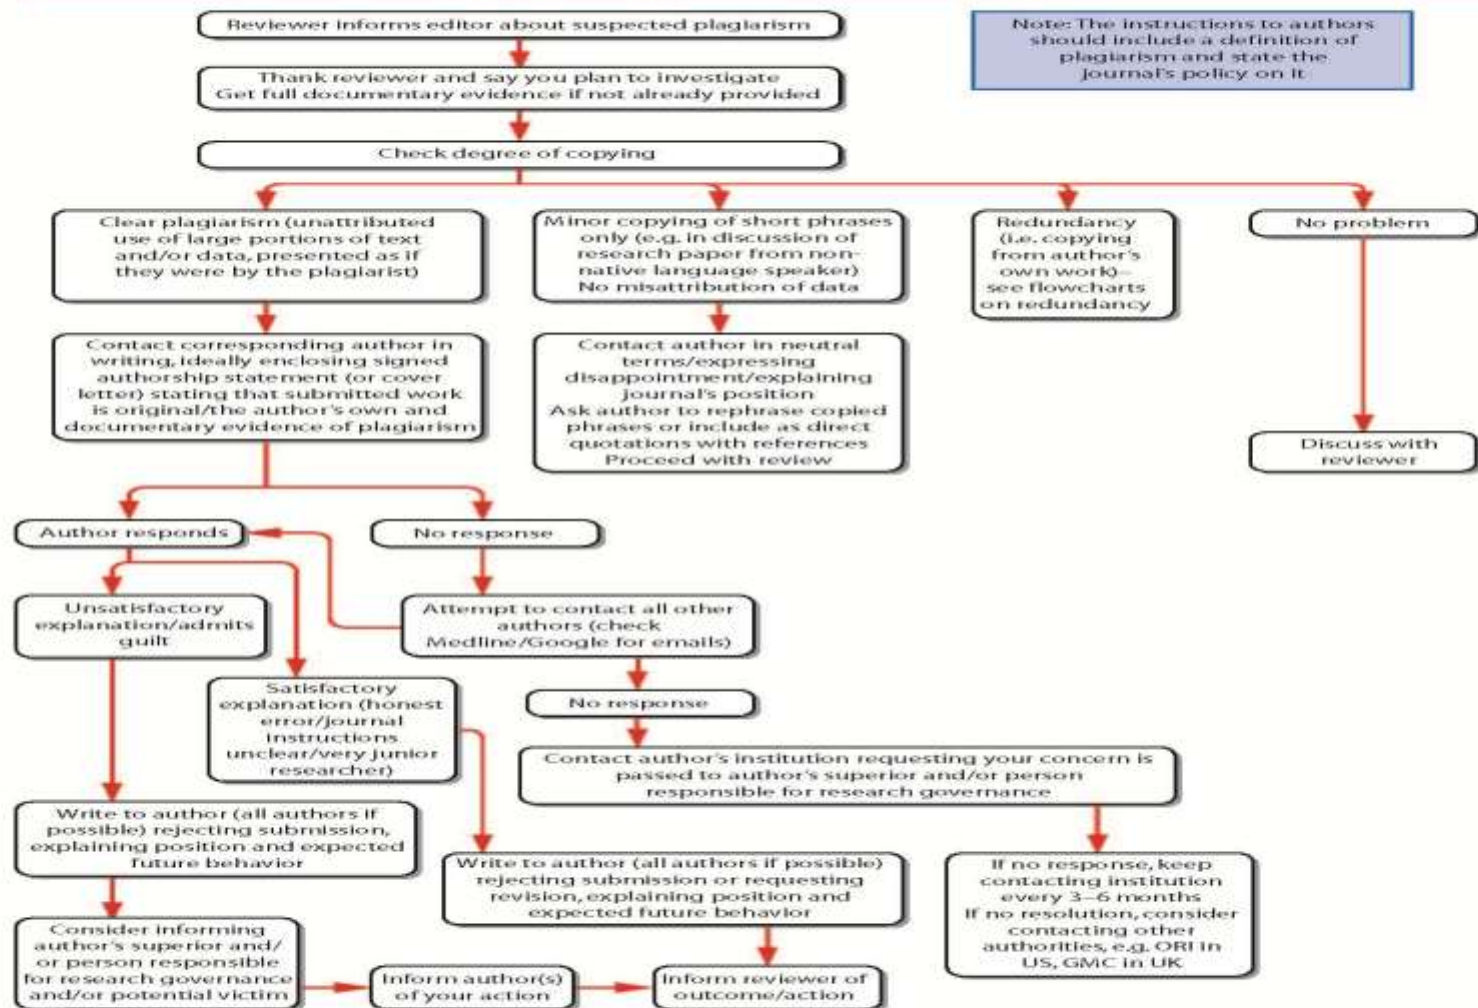 Reviewer informs editor about suspected plagiarism
Note: The instructions to authors
should include a definition of
plagiarism and state the
journal's policy on it
Thank reviewer and say you plan to investigate
Get full documentary evidence if not already provided
Check degree of copying
Clear plagiarism (unattributed
use of large portions of text
and/or data, presented as if
they were by the plagiarist)
Minor copying of short phrases
only (e.g. in discussion of
research paper from non-
native language speaker)
No misattribution of data
Redundancy
(i.e. copying
from author's
own work)–
see flowcharts
on redundancy
No problem
Contact corresponding author in
writing, ideally enclosing signed
authorship statement (or cover
letter) stating that submitted work
is original/the author's own and
documentary evidence of plagiarism
Contact author in neutral
terms/expressing
disappointment/explaining
journal's position
Ask author to rephrase copied
phrases or include as direct
quotations with references
Proceed with review
Discuss with
reviewer
Author responds
No response
Unsatisfactory
explanation/admits
guilt
Attempt to contact all other
authors (check
Medline/Google for emails)
Satisfactory
explanation (honest
error/journal
instructions
unclear/very junior
researcher)
No response
Contact author's institution requesting your concern is
passed to author's superior and/or person
responsible for research governance
Write to author (all authors if
possible) rejecting submission,
explaining position and expected
future behavior
Write to author (all authors if possible)
rejecting submission or requesting
revision, explaining position and
expected future behavior
If no response, keep
contacting institution
every 3–6 months
If no resolution, consider
contacting other
authorities, e.g. ORI in
US, GMC in UK
Consider informing
author's superior and/
or person responsible
for research governance
and/or potential victim
Inform author(s)
of your action
Inform reviewer of
outcome/action